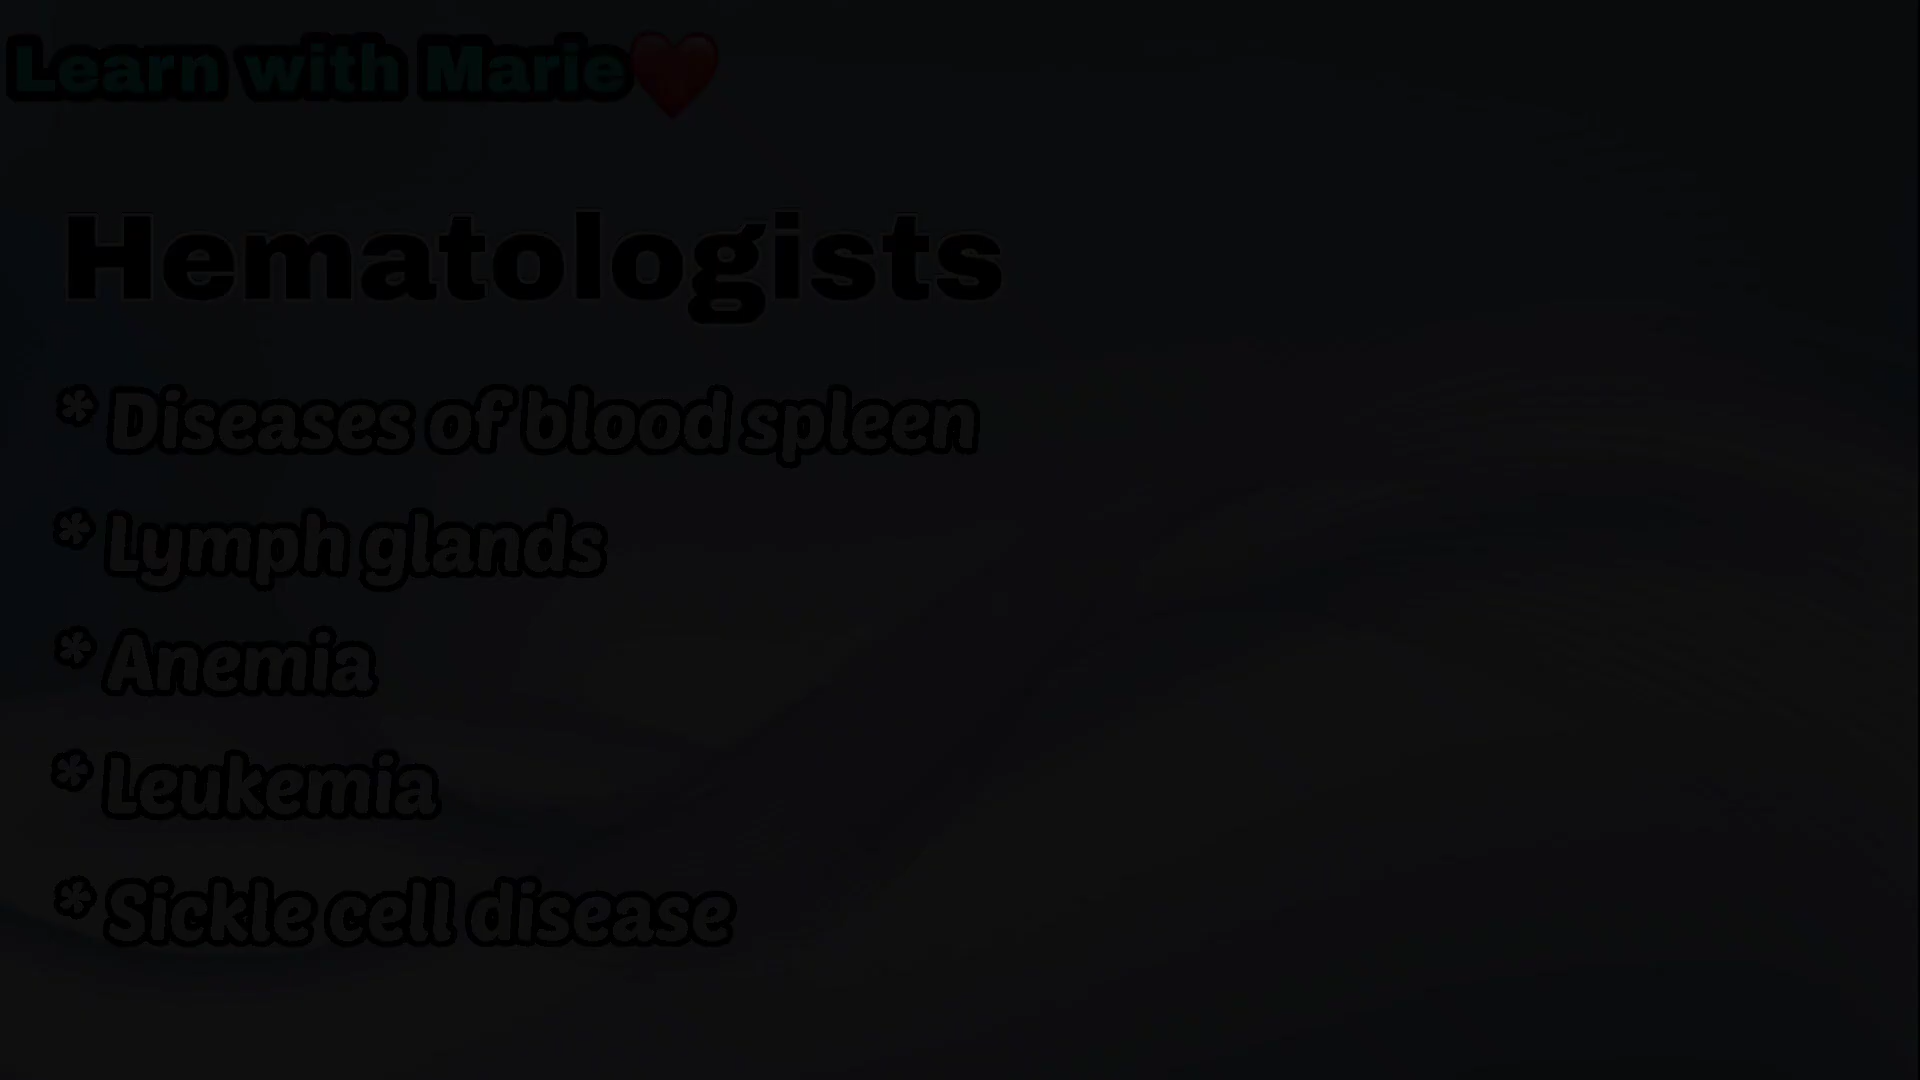 Learn with Marie❤️
Hematologists
* Diseases of blood spleen
* Lymph glands
* Anemia
* Leukemia
* Sickle cell disease